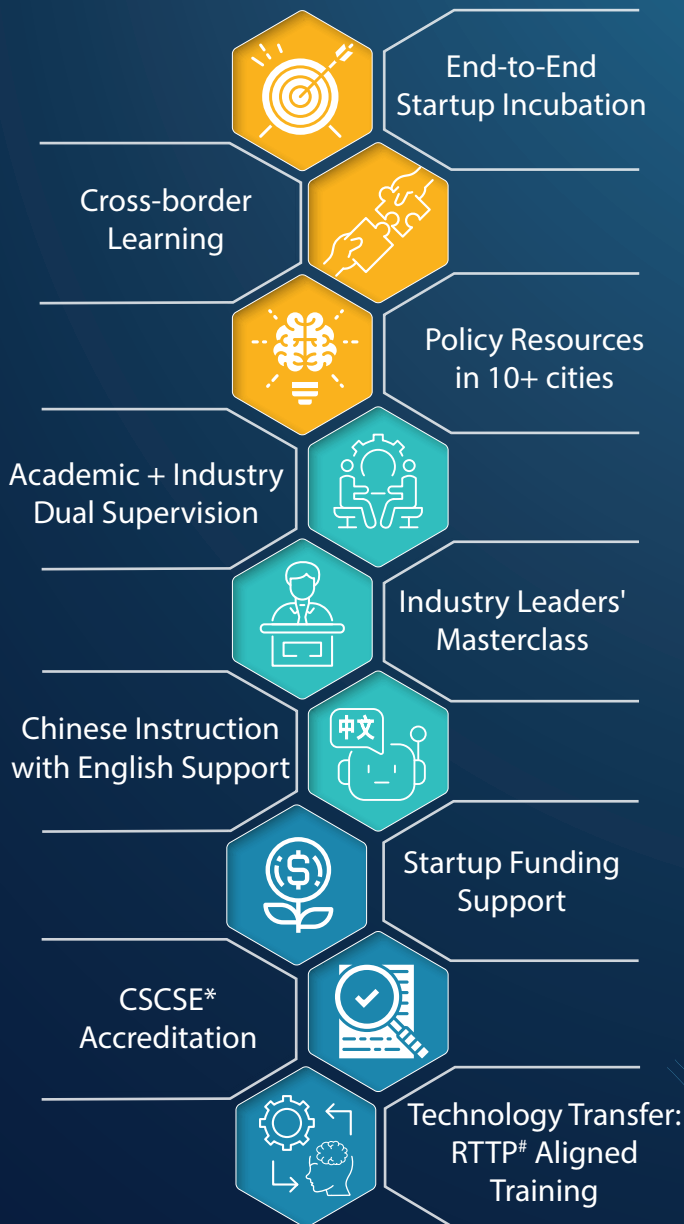 End-to-End
Startup Incubation
Cross-border
Learning
Policy Resources
in 10+ cities
Academic + Industry
Dual Supervision
Industry Leaders'
Masterclass
Chinese Instruction
with English Support
中文
Startup Funding
Support
$
CSCSE*
Accreditation
Technology Transfer:
RTTP# Aligned
Training